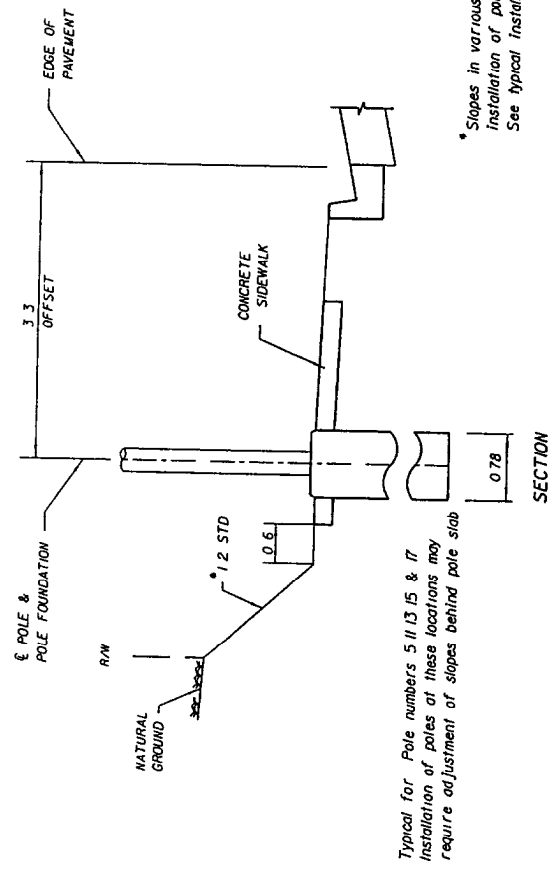 ℄ POLE &
POLE FOUNDATION
3 3
OFFSET
EDGE OF
PAVEMENT
R/W
NATURAL
GROUND
* 1 2 STD
0 6
CONCRETE
SIDEWALK
0 78
SECTION
Typical for Pole numbers 5 11 13 15 & 17
Installation of poles at these locations may
require adjustment of slopes behind pole slab
* Slopes in various
installation of
See typical